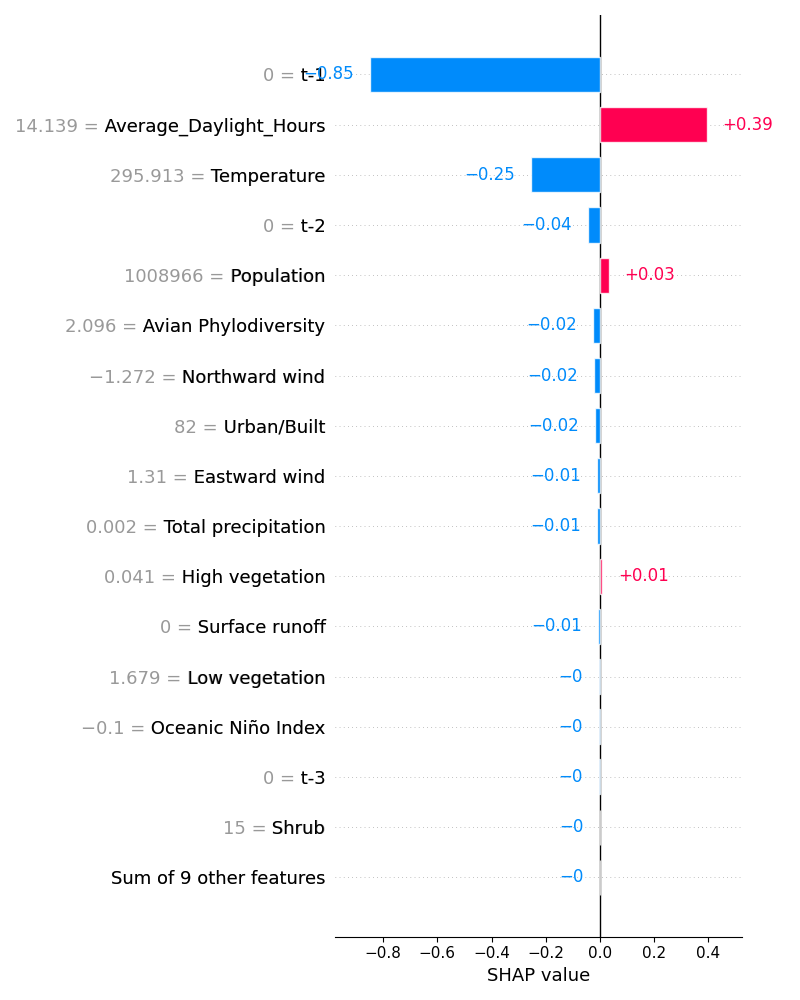 0 = t-1 −0.85
14.139 = Average_Daylight_Hours +0.39
295.913 = Temperature −0.25
0 = t-2 −0.04
1008966 = Population +0.03
2.096 = Avian Phylodiversity −0.02
−1.272 = Northward wind −0.02
82 = Urban/Built −0.02
1.31 = Eastward wind −0.01
0.002 = Total precipitation −0.01
0.041 = High vegetation +0.01
0 = Surface runoff −0.01
1.679 = Low vegetation −0
−0.1 = Oceanic Niño Index −0
0 = t-3 −0
15 = Shrub −0
Sum of 9 other features −0
−0.8 −0.6 −0.4 −0.2 0.0 0.2 0.4
SHAP value